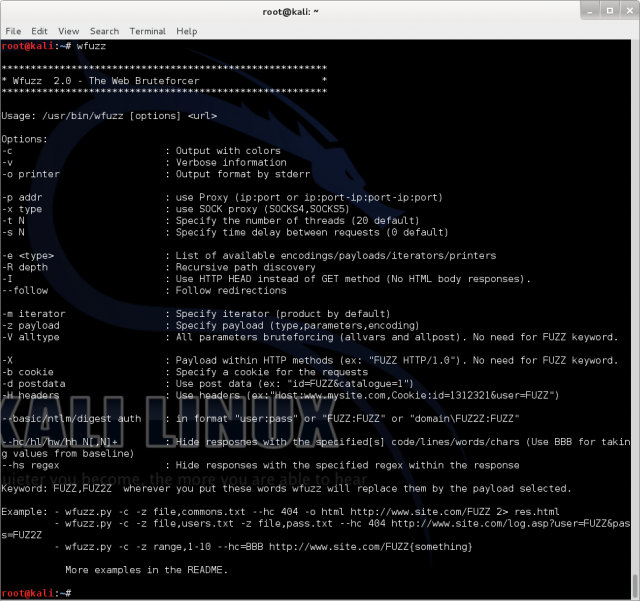 root@kali: ~
File Edit View Search Terminal Help
root@kali:~# wfuzz
********************************************************
* Wfuzz  2.0 - The Web Bruteforcer                     *
********************************************************
Usage: /usr/bin/wfuzz [options] <url>
Options:
-c : Output with colors
-v : Verbose information
-o printer : Output format by stderr
-p addr : use Proxy (ip:port or ip:port-ip:port-ip:port)
-x type : use SOCK proxy (SOCKS4,SOCKS5)
-t N : Specify the number of threads (20 default)
-s N : Specify time delay between requests (0 default)
-e <type> : List of available encodings/payloads/iterators/printers
-R depth : Recursive path discovery
-I : Use HTTP HEAD instead of GET method (No HTML body responses).
--follow : Follow redirections
-m iterator : Specify iterator (product by default)
-z payload : Specify payload (type,parameters,encoding)
-V alltype : All parameters bruteforcing (allvars and allpost). No need for FUZZ keyword.
-X : Payload within HTTP methods (ex: "FUZZ HTTP/1.0"). No need for FUZZ keyword.
-b cookie : Specify a cookie for the requests
-d postdata : Use post data (ex: "id=FUZZ&catalogue=1")
-H headers : Use headers (ex:"Host:www.mysite.com,Cookie:id=1312321&user=FUZZ")
KALI LINUX
--basic/ntlm/digest auth : in format "user:pass" or "FUZZ:FUZZ" or "domain\FUZ2Z:FUZZ"
--hc/hl/hw/hh N[,N]+ : Hide resposnes with the specified[s] code/lines/words/chars (Use BBB for takin
g values from baseline)
--hs regex : Hide responses with the specified regex within the response
quieter you become, the more you are able to hear
Keyword: FUZZ,FUZ2Z  wherever you put these words wfuzz will replace them by the payload selected.
Example: - wfuzz.py -c -z file,commons.txt --hc 404 -o html http://www.site.com/FUZZ 2> res.html
- wfuzz.py -c -z file,users.txt -z file,pass.txt --hc 404 http://www.site.com/log.asp?user=FUZZ&pas
s=FUZ2Z
- wfuzz.py -c -z range,1-10 --hc=BBB http://www.site.com/FUZZ{something}
More examples in the README.
root@kali:~#